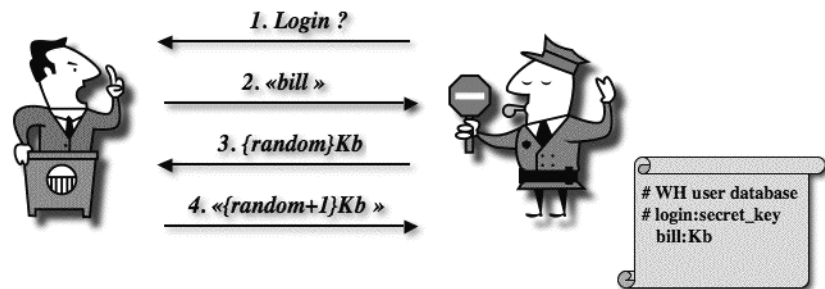 1. Login ?
2. «bill »
3. {random}Kb
4. «{random+1}Kb »
# WH user database
# login:secret_key
bill:Kb